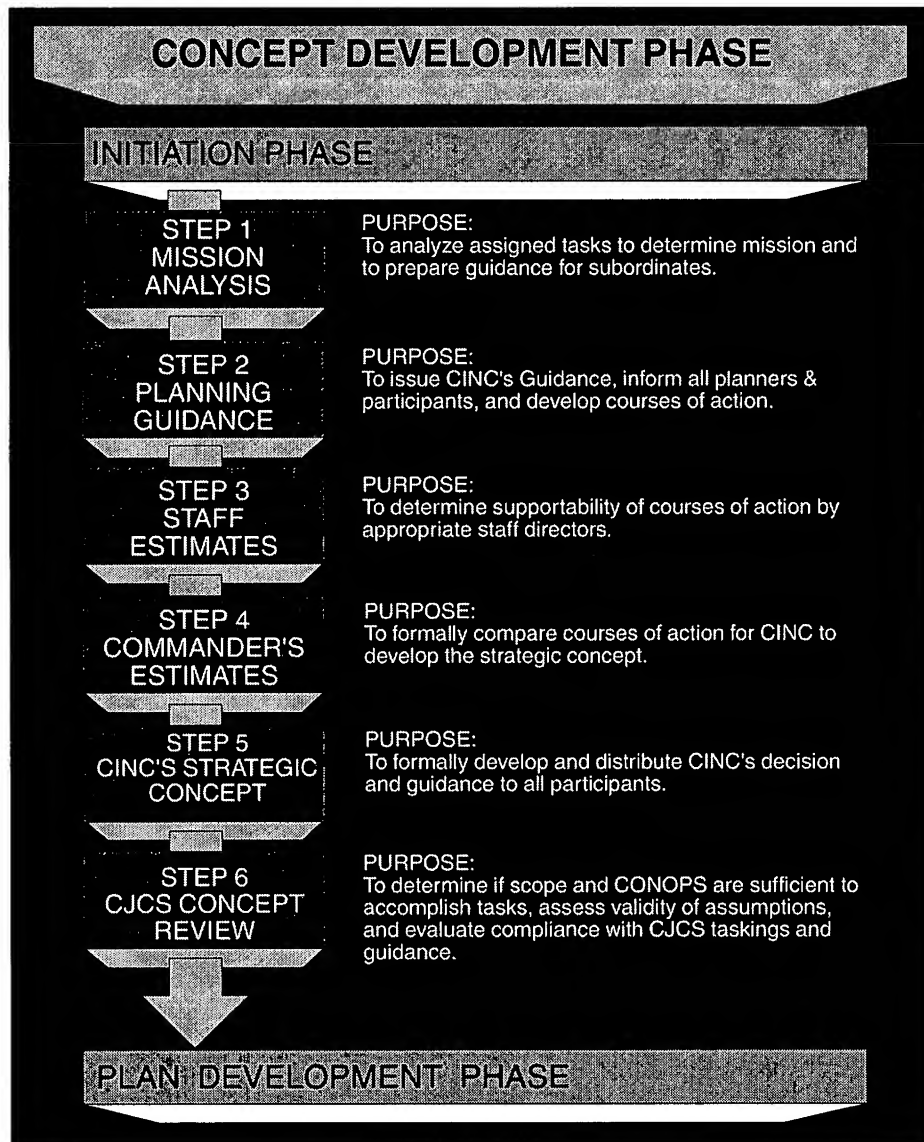 CONCEPT DEVELOPMENT PHASE
INITIATION PHASE
STEP 1
MISSION
ANALYSIS
PURPOSE:
To analyze assigned tasks to determine mission and
to prepare guidance for subordinates.
STEP 2
PLANNING
GUIDANCE
PURPOSE:
To issue CINC's Guidance, inform all planners &
participants, and develop courses of action.
STEP 3
STAFF
ESTIMATES
PURPOSE:
To determine supportability of courses of action by
appropriate staff directors.
STEP 4
COMMANDER'S
ESTIMATES
PURPOSE:
To formally compare courses of action for CINC to
develop the strategic concept.
STEP 5
CINC'S STRATEGIC
CONCEPT
PURPOSE:
To formally develop and distribute CINC's decision
and guidance to all participants.
STEP 6
CJCS CONCEPT
REVIEW
PURPOSE:
To determine if scope and CONOPS are sufficient to
accomplish tasks, assess validity of assumptions,
and evaluate compliance with CJCS taskings and
guidance.
PLAN DEVELOPMENT PHASE